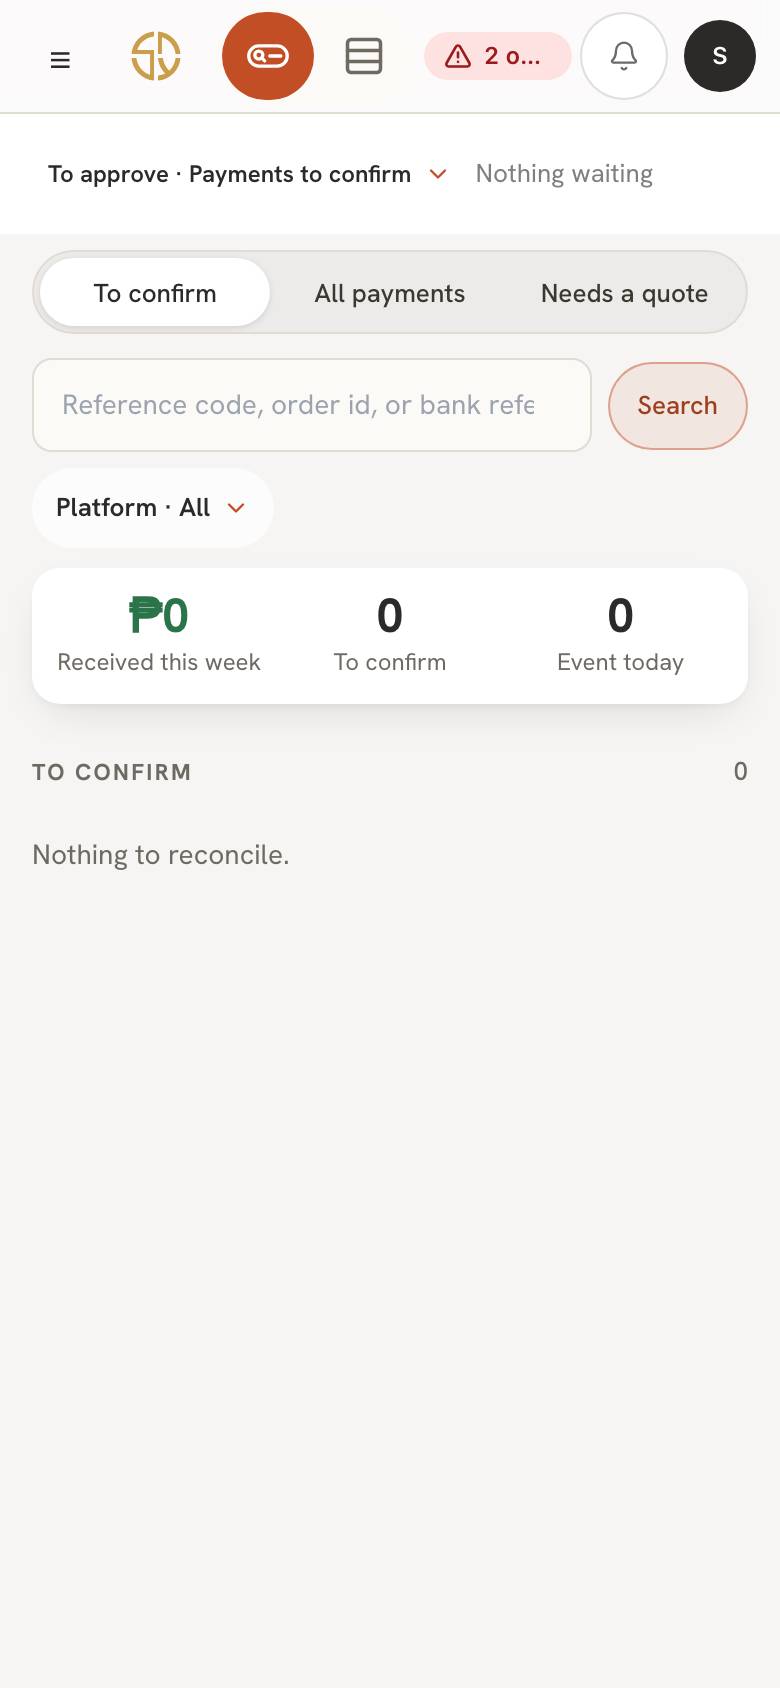 2 o...
S
To approve · Payments to confirm
Nothing waiting
To confirm
All payments
Needs a quote
Reference code, order id, or bank refe
Search
Platform · All
₱0
0
0
Received this week
To confirm
Event today
TO CONFIRM
0
Nothing to reconcile.